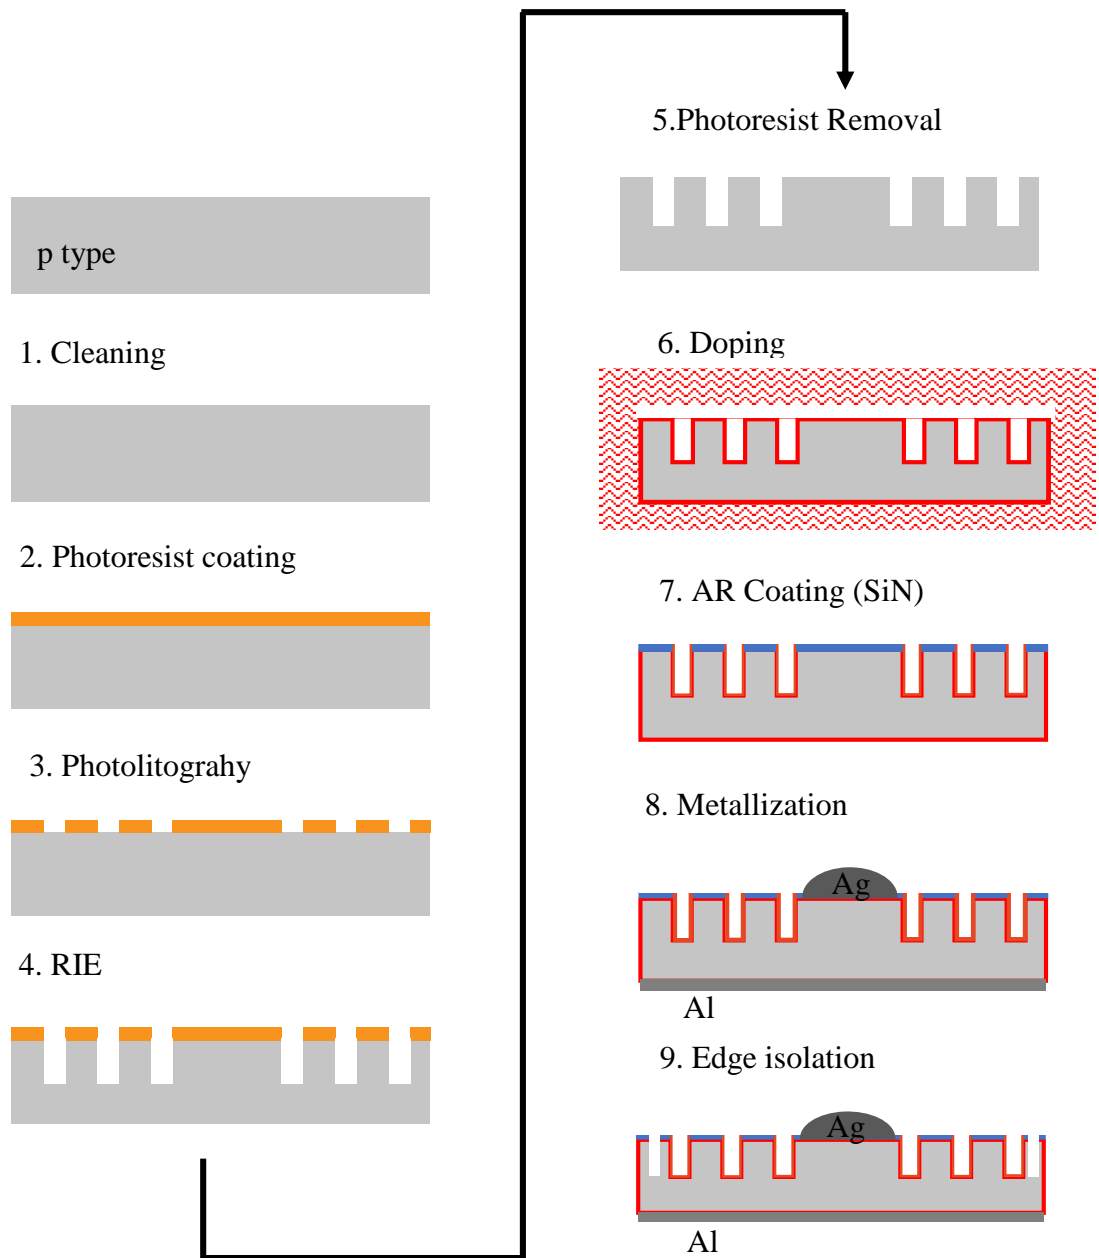 p type
1. Cleaning
2. Photoresist coating
3. Photolitograhy
4. RIE
5.Photoresist Removal
6. Doping
7. AR Coating (SiN)
8. Metallization
Ag
Al
9. Edge isolation
Ag
Al